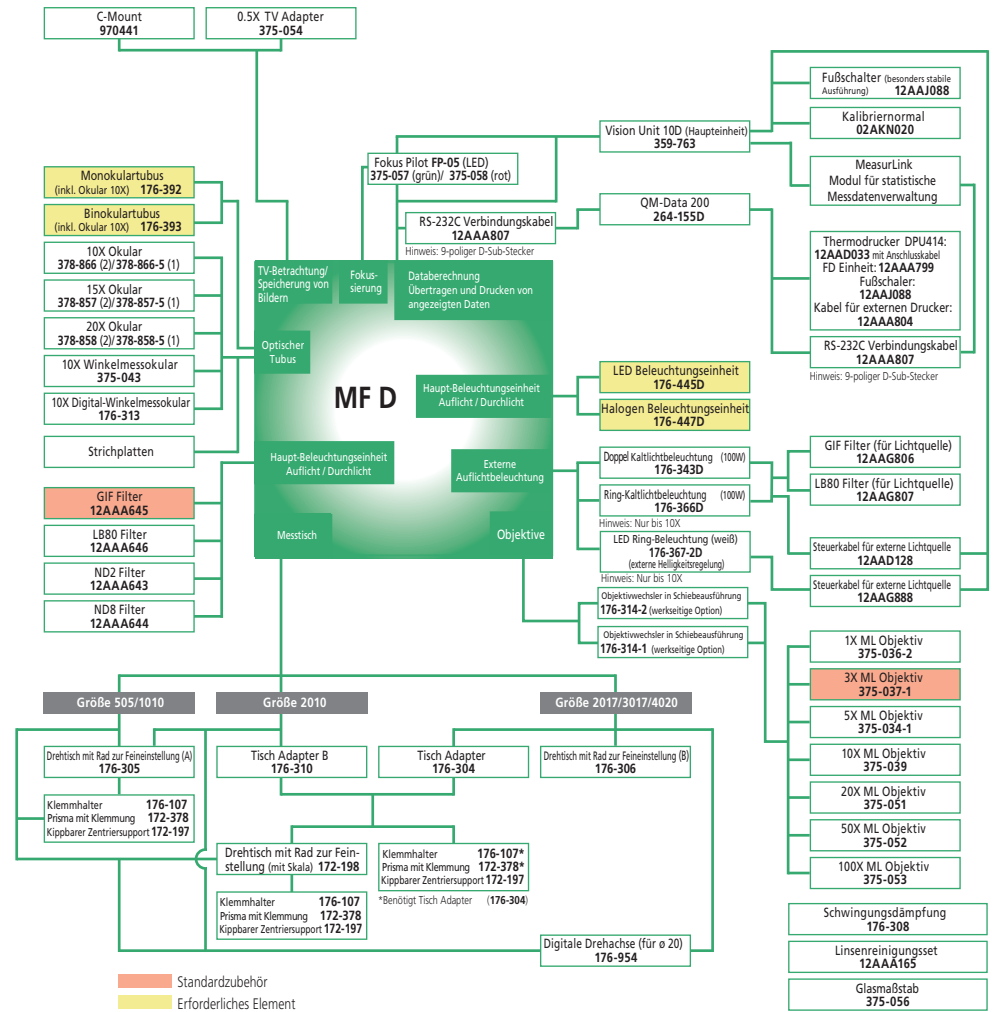 C-Mount
970441
0.5X TV Adapter
375-054
Monokulartubus
(inkl. Okular 10X) 176-392
Binokulartubus
(inkl. Okular 10X) 176-393
10X Okular
378-866 (2)/378-866-5 (1)
15X Okular
378-857 (2)/378-857-5 (1)
20X Okular
378-858 (2)/378-858-5 (1)
10X Winkelmessokular
375-043
10X Digital-Winkelmessokular
176-313
Strichplatten
GIF Filter
12AAA645
LB80 Filter
12AAA646
ND2 Filter
12AAA643
ND8 Filter
12AAA644
Fokus Pilot FP-05 (LED)
375-057 (grün)/ 375-058 (rot)
RS-232C Verbindungskabel
12AAA807
Hinweis: 9-poliger D-Sub-Stecker
Vision Unit 10D (Haupteinheit)
359-763
QM-Data 200
264-155D
Fußschalter (besonders stabile
Ausführung) 12AAJ088
Kalibriernormal
02AKN020
MeasurLink
Modul für statistische
Messdatenverwaltung
Thermodrucker DPU414:
12AAD033 mit Anschlusskabel
FD Einheit: 12AAA799
Fußschaler:
12AAJ088
Kabel für externen Drucker:
12AAA804
RS-232C Verbindungskabel
12AAA807
Hinweis: 9-poliger D-Sub-Stecker
TV-Betrachtung/
Speicherung von
Bildern
Fokus-
sierung
Databerechnung
Übertragen und Drucken von
angezeigten Daten
Optischer
Tubus
MF D
Haupt-Beleuchtungseinheit
Auflicht / Durchlicht
Haupt-Beleuchtungseinheit
Auflicht / Durchlicht
Externe
Auflichtbeleuchtung
Messtisch
Objektive
LED Beleuchtungseinheit
176-445D
Halogen Beleuchtungseinheit
176-447D
Doppel Kaltlichtbeleuchtung (100W)
176-343D
Ring-Kaltlichtbeleuchtung (100W)
176-366D
Hinweis: Nur bis 10X
LED Ring-Beleuchtung (weiß)
176-367-2D
(externe Helligkeitsregelung)
Hinweis: Nur bis 10X
GIF Filter (für Lichtquelle)
12AAG806
LB80 Filter (für Lichtquelle)
12AAG807
Steuerkabel für externe Lichtquelle
12AAD128
Steuerkabel für externe Lichtquelle
12AAG888
Objektivwechsler in Schiebeausführung
176-314-2 (werkseitige Option)
Objektivwechsler in Schiebeausführung
176-314-1 (werkseitige Option)
1X ML Objektiv
375-036-2
3X ML Objektiv
375-037-1
5X ML Objektiv
375-034-1
10X ML Objektiv
375-039
20X ML Objektiv
375-051
50X ML Objektiv
375-052
100X ML Objektiv
375-053
Schwingungsdämpfung
176-308
Linsenreinigungsset
12AAA165
Glasmaßstab
375-056
Größe 505/1010
Größe 2010
Größe 2017/3017/4020
Drehtisch mit Rad zur Feineinstellung (A)
176-305
Tisch Adapter B
176-310
Tisch Adapter
176-304
Drehtisch mit Rad zur Feineinstellung (B)
176-306
Klemmhalter 176-107
Prisma mit Klemmung 172-378
Kippbarer Zentriersupport 172-197
Drehtisch mit Rad zur Fein-
stellung (mit Skala) 172-198
Klemmhalter 176-107*
Prisma mit Klemmung 172-378*
Kippbarer Zentriersupport 172-197
*Benötigt Tisch Adapter (176-304)
Klemmhalter 176-107
Prisma mit Klemmung 172-378
Kippbarer Zentriersupport 172-197
Digitale Drehachse (für ø 20)
176-954
Standardzubehör
Erforderliches Element